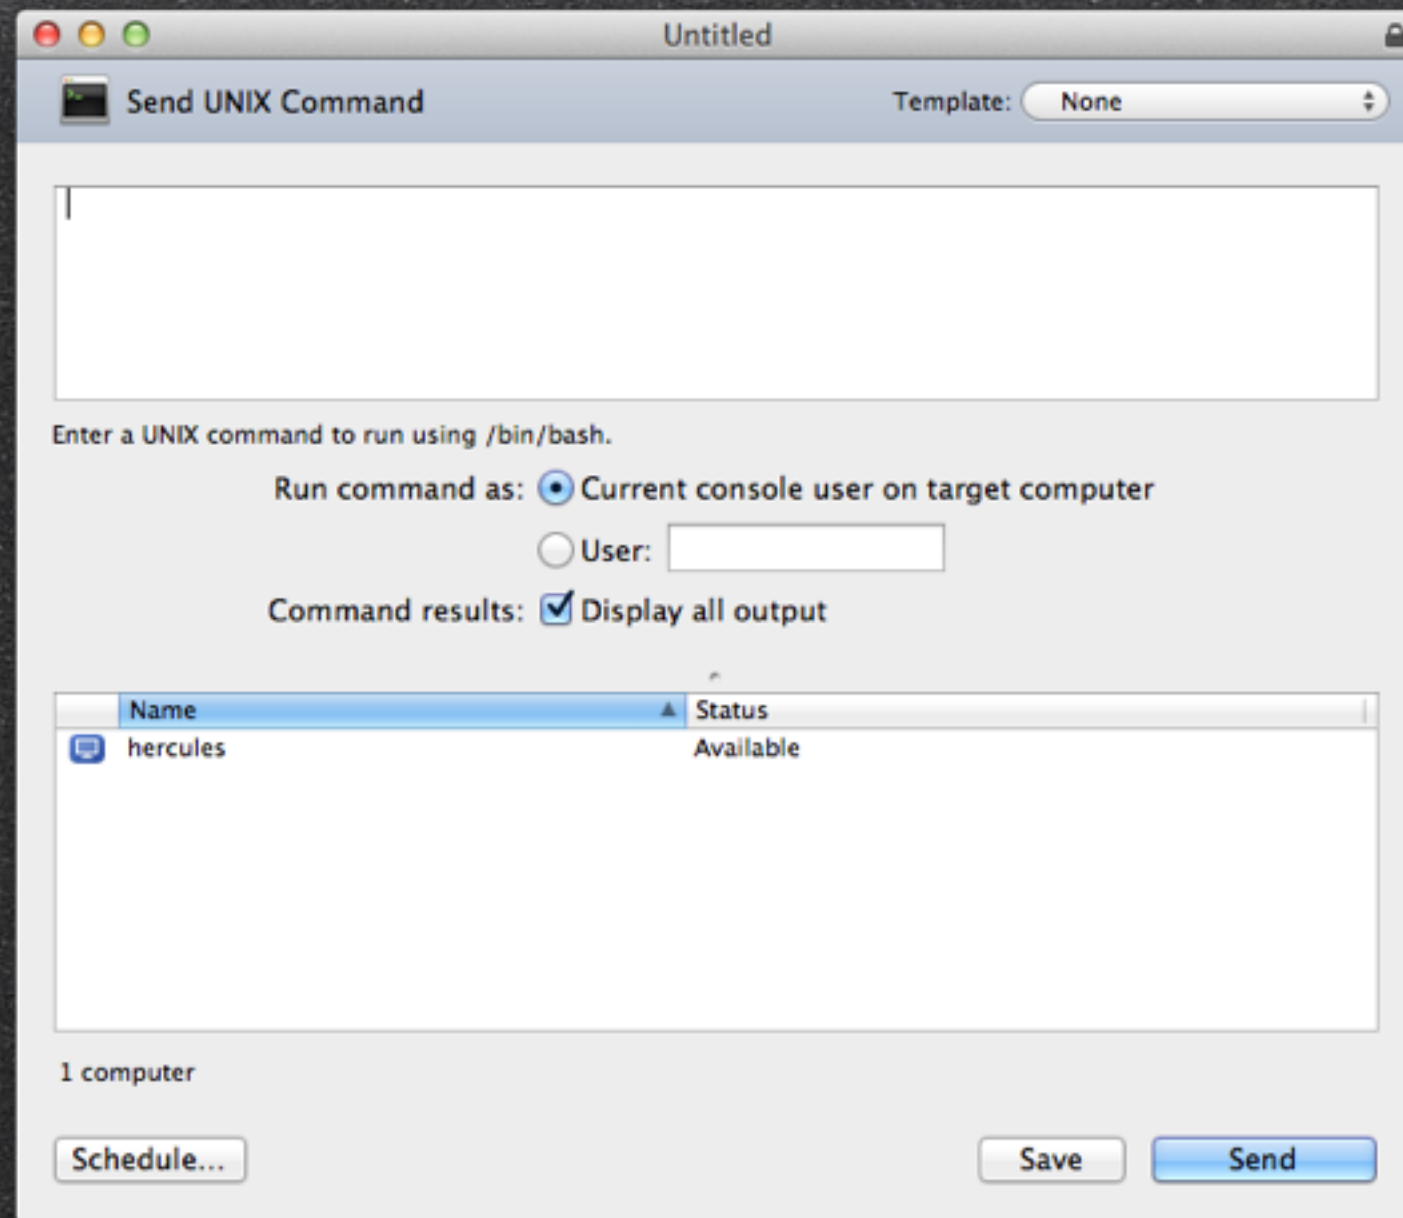 Untitled
Send UNIX Command
Template: None
Enter a UNIX command to run using /bin/bash.
Run command as: Current console user on target computer
User:
Command results: Display all output
Name Status
hercules Available
1 computer
Schedule... Save Send